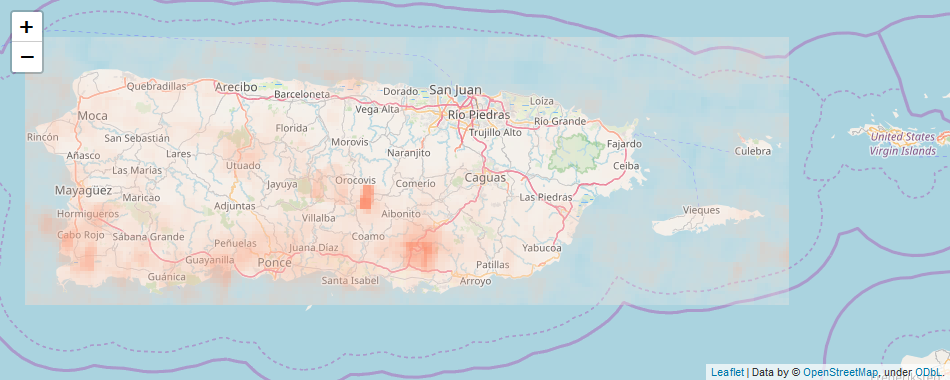 +
−
Quebradillas
Arecibo
Barceloneta
Dorado
San Juan
Loíza
Moca
Vega Alta
Río Piedras
Río Grande
Rincón
San Sebastián
Florida
Morovis
Trujillo Alto
Fajardo
Culebra
United States
Virgin Islands
Añasco
Lares
Naranjito
Utuado
Ceiba
Las Marías
Mayagüez
Maricao
Jayuya
Orocovis
Comerío
Caguas
Las Piedras
Adjuntas
Hormigueros
Villalba
Aibonito
Vieques
Cabo Rojo
Sábana Grande
Peñuelas
Juana Díaz
Coamo
Yabucoa
Guayanilla
Ponce
Patillas
Guánica
Santa Isabel
Arroyo
Leaflet | Data by © OpenStreetMap, under ODbL.